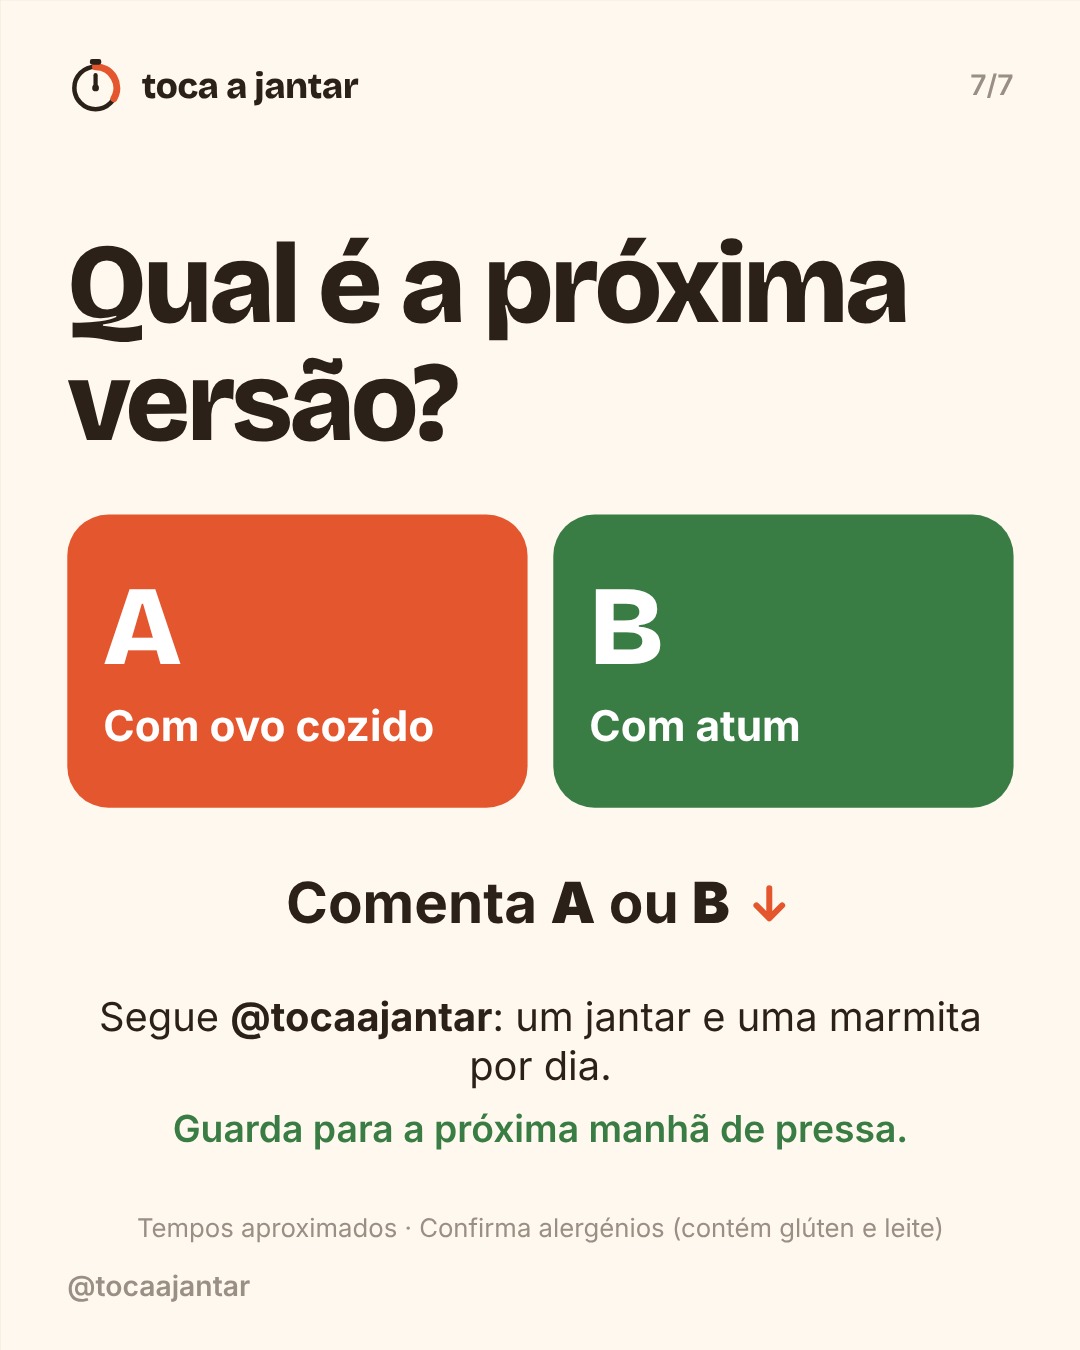 toca a jantar
7/7
Qual é a próxima
versão?
A
Com ovo cozido
B
Com atum
Comenta A ou B ↓
Segue @tocaajantar: um jantar e uma marmita
por dia.
Guarda para a próxima manhã de pressa.
Tempos aproximados · Confirma alergénios (contém glúten e leite)
@tocaajantar